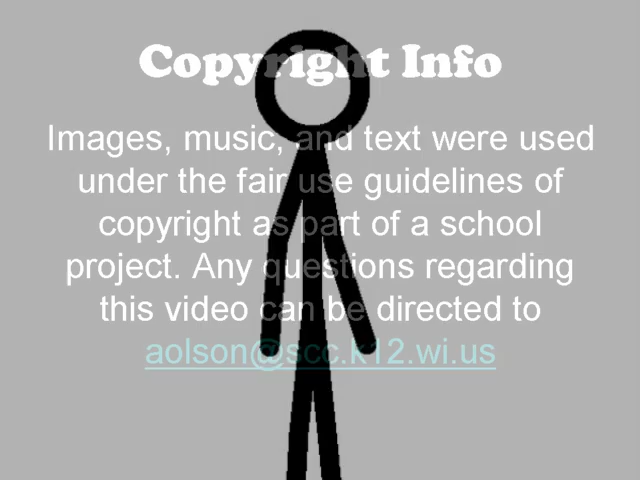 Copyright Info
Images, music, and text were used
under the fair use guidelines of
copyright as part of a school
project. Any questions regarding
this video can be directed to
aolson@scc.k12.wi.us